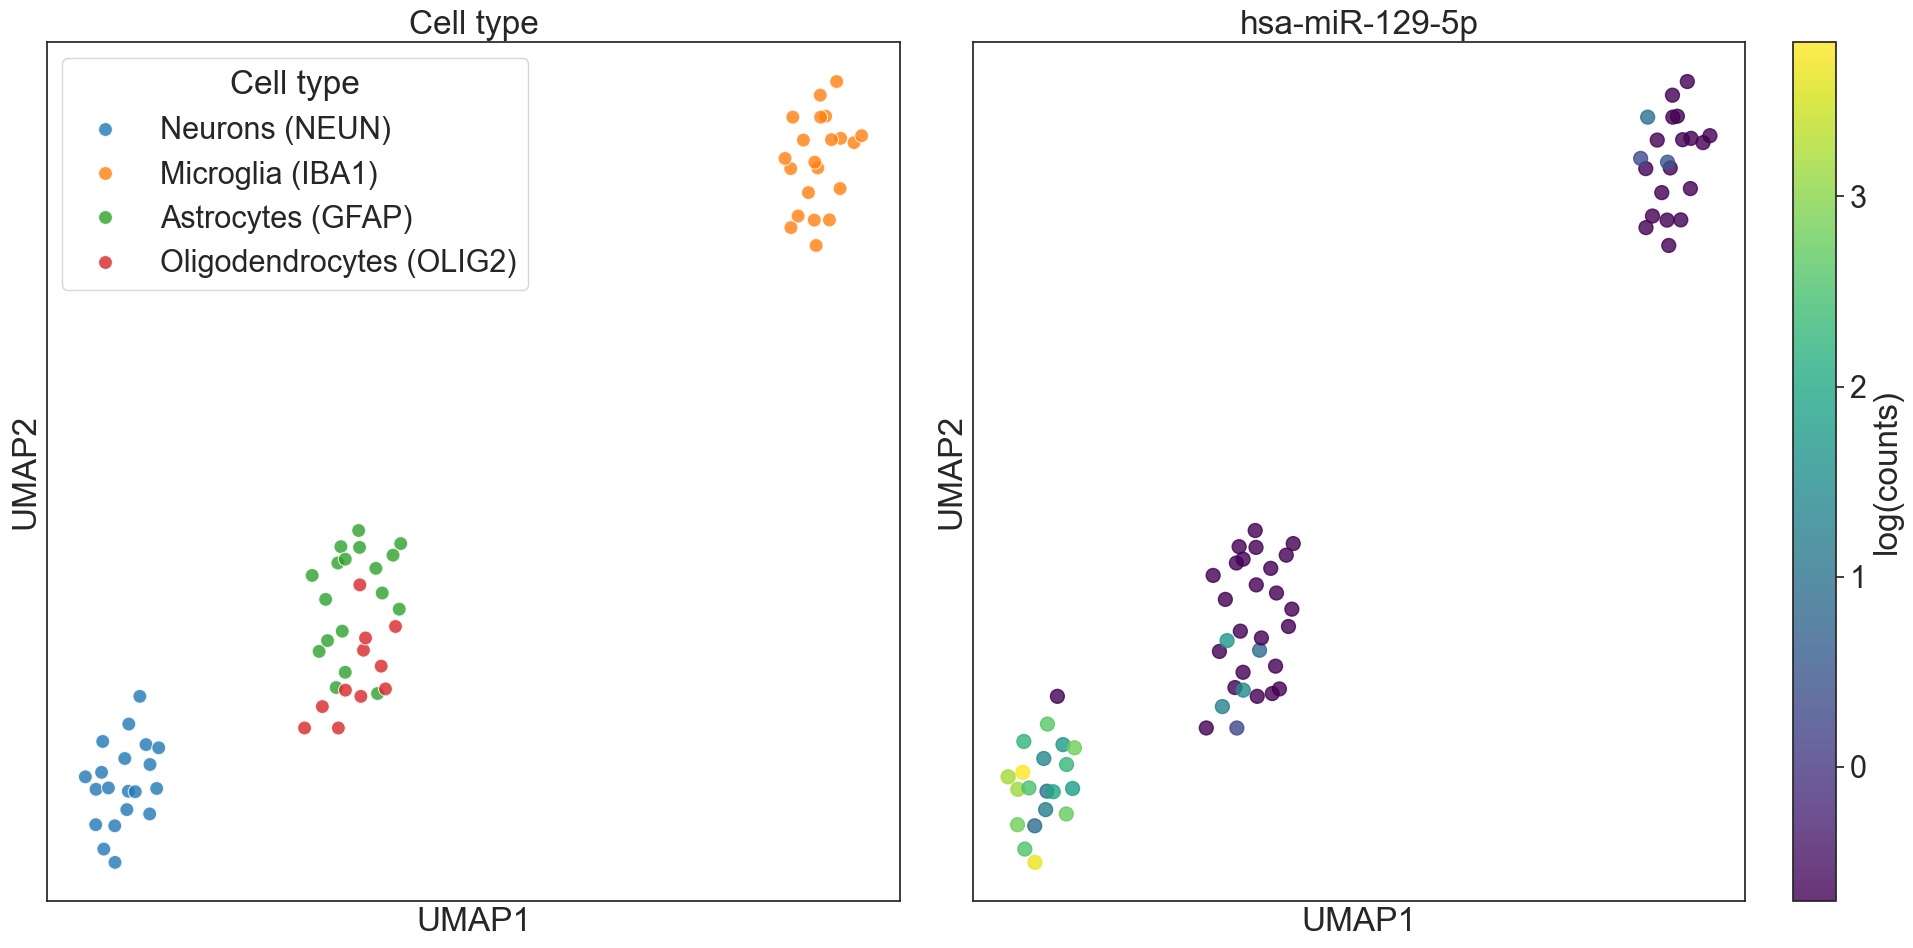 Cell type
Cell type
Neurons (NEUN)
Microglia (IBA1)
Astrocytes (GFAP)
Oligodendrocytes (OLIG2)
UMAP2
UMAP1
hsa-miR-129-5p
UMAP2
UMAP1
3
2
1
0
log(counts)